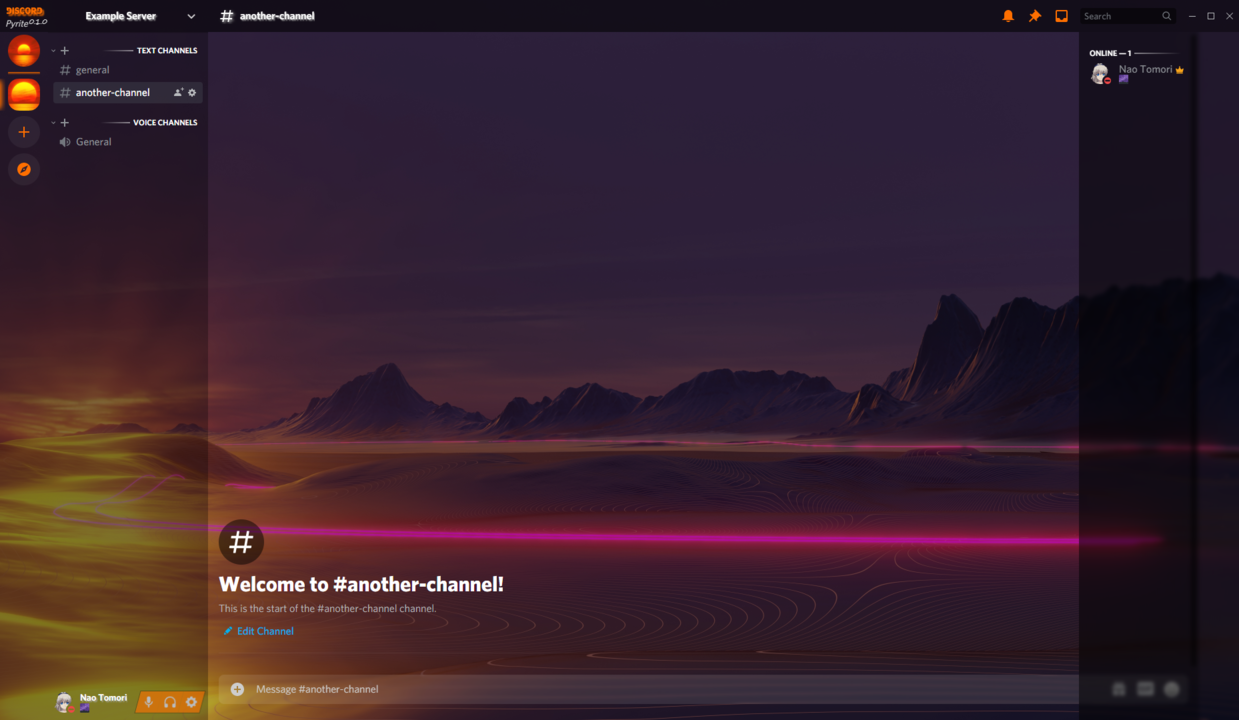 DISCORD
Pyrite0.1.0
Example Server
another-channel
Search
TEXT CHANNELS
general
another-channel
VOICE CHANNELS
General
ONLINE — 1
Nao Tomori
Welcome to #another-channel!
This is the start of the #another-channel channel.
Edit Channel
Message #another-channel
Nao Tomori